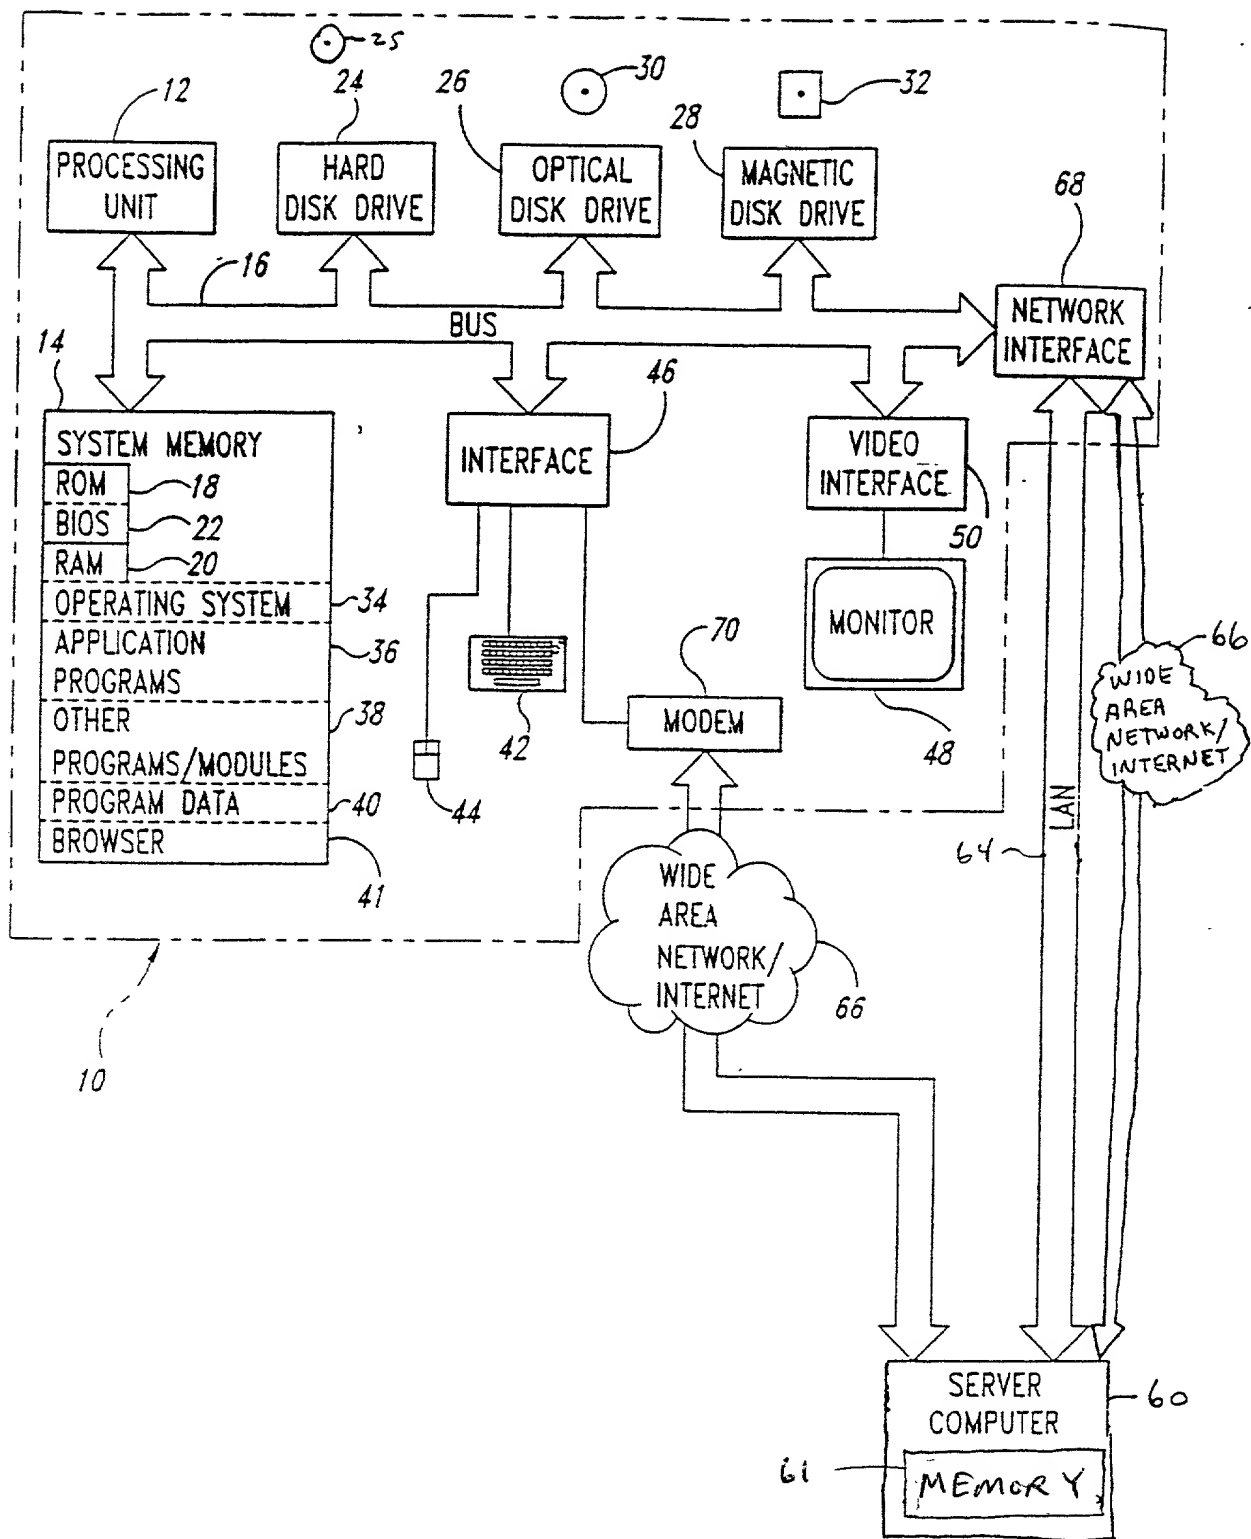 25
12
24
26
30
28
32
68
PROCESSING
UNIT
HARD
DISK DRIVE
OPTICAL
DISK DRIVE
MAGNETIC
DISK DRIVE
16
BUS
NETWORK
INTERFACE
14
46
SYSTEM MEMORY
ROM
18
BIOS
22
RAM
20
OPERATING SYSTEM
34
APPLICATION
PROGRAMS
36
OTHER
PROGRAMS/MODULES
38
PROGRAM DATA
40
BROWSER
41
INTERFACE
VIDEO
INTERFACE
50
MONITOR
48
42
44
70
MODEM
66
WIDE
AREA
NETWORK/
INTERNET
LAN
64
WIDE
AREA
NETWORK/
INTERNET
66
10
SERVER
COMPUTER
60
61
MEMORY